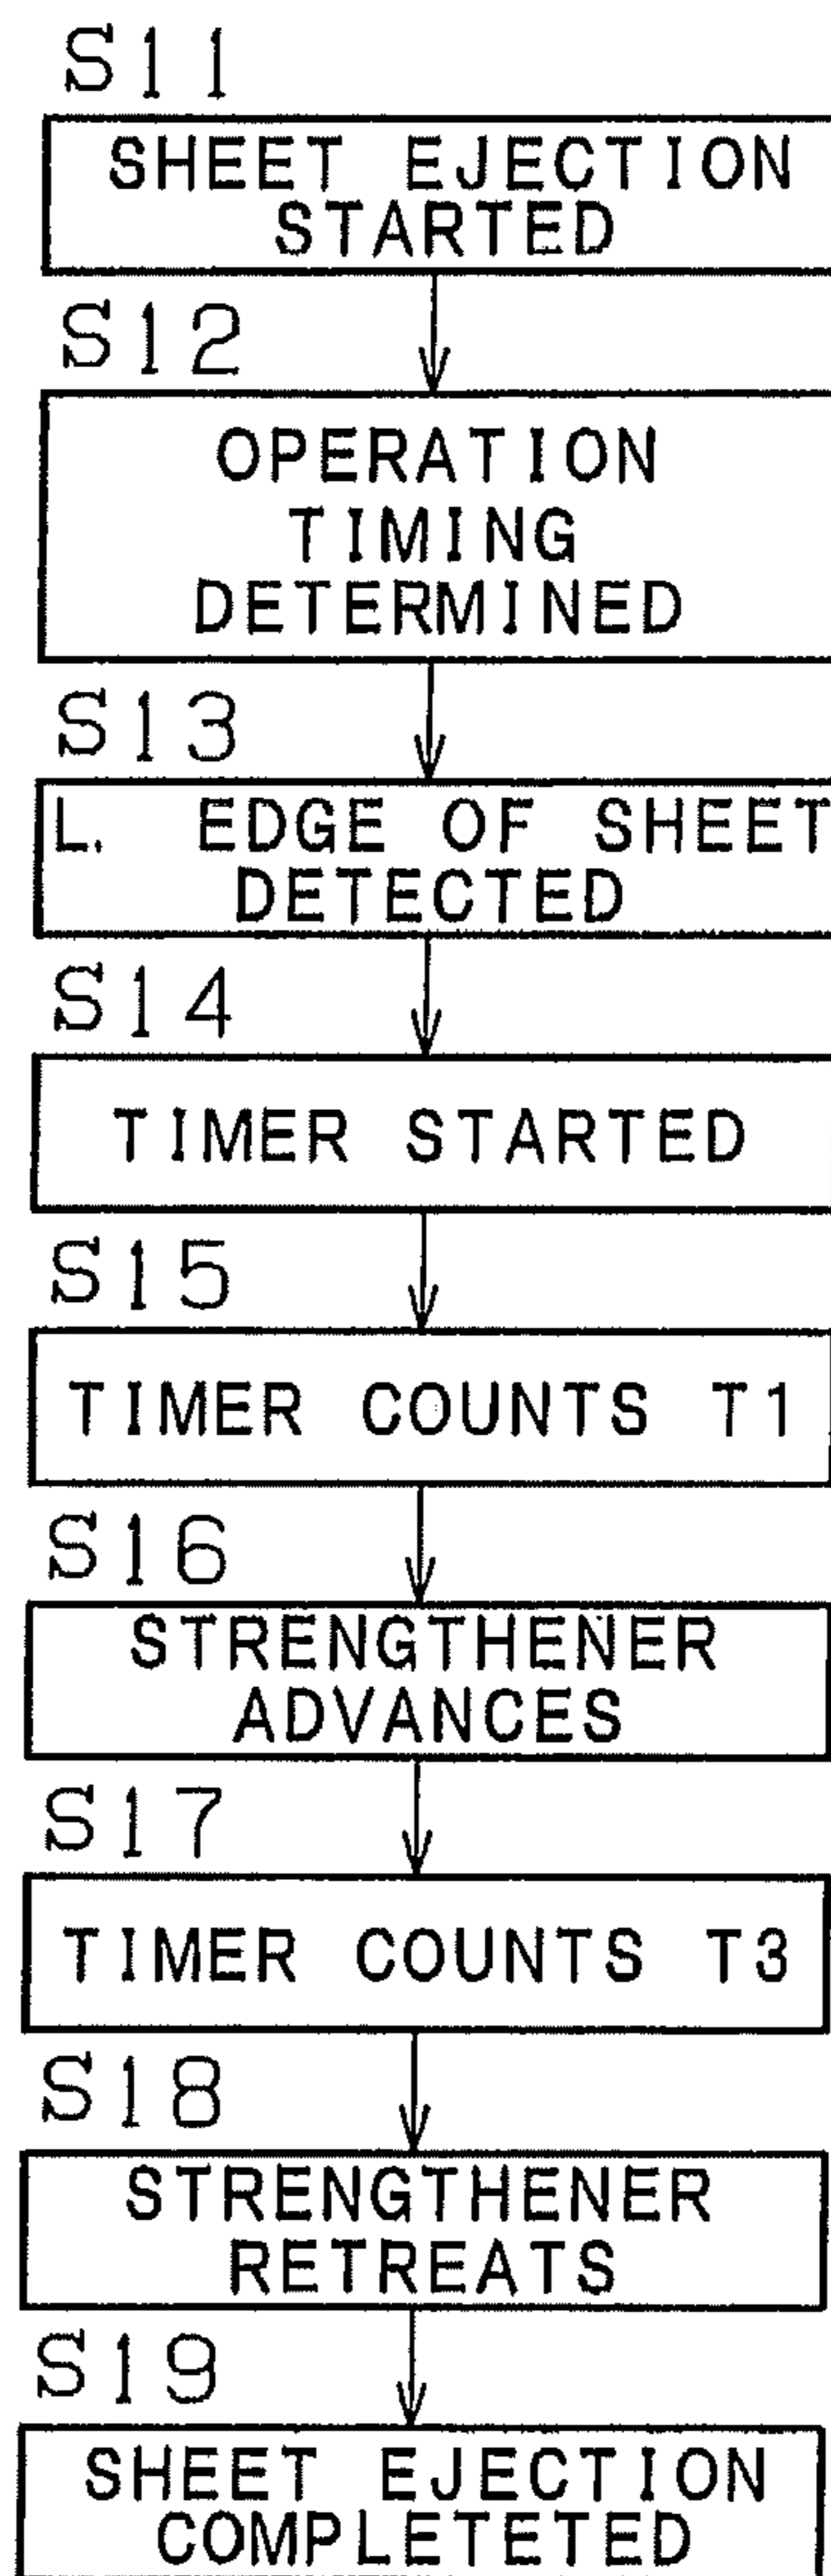 S11
SHEET EJECTION
STARTED
S12
OPERATION
TIMING
DETERMINED
S13
L. EDGE OF SHEET
DETECTED
S14
TIMER STARTED
S15
TIMER COUNTS T1
S16
STRENGTHENER
ADVANCES
S17
TIMER COUNTS T3
S18
STRENGTHENER
RETREATS
S19
SHEET EJECTION
COMPLETETED